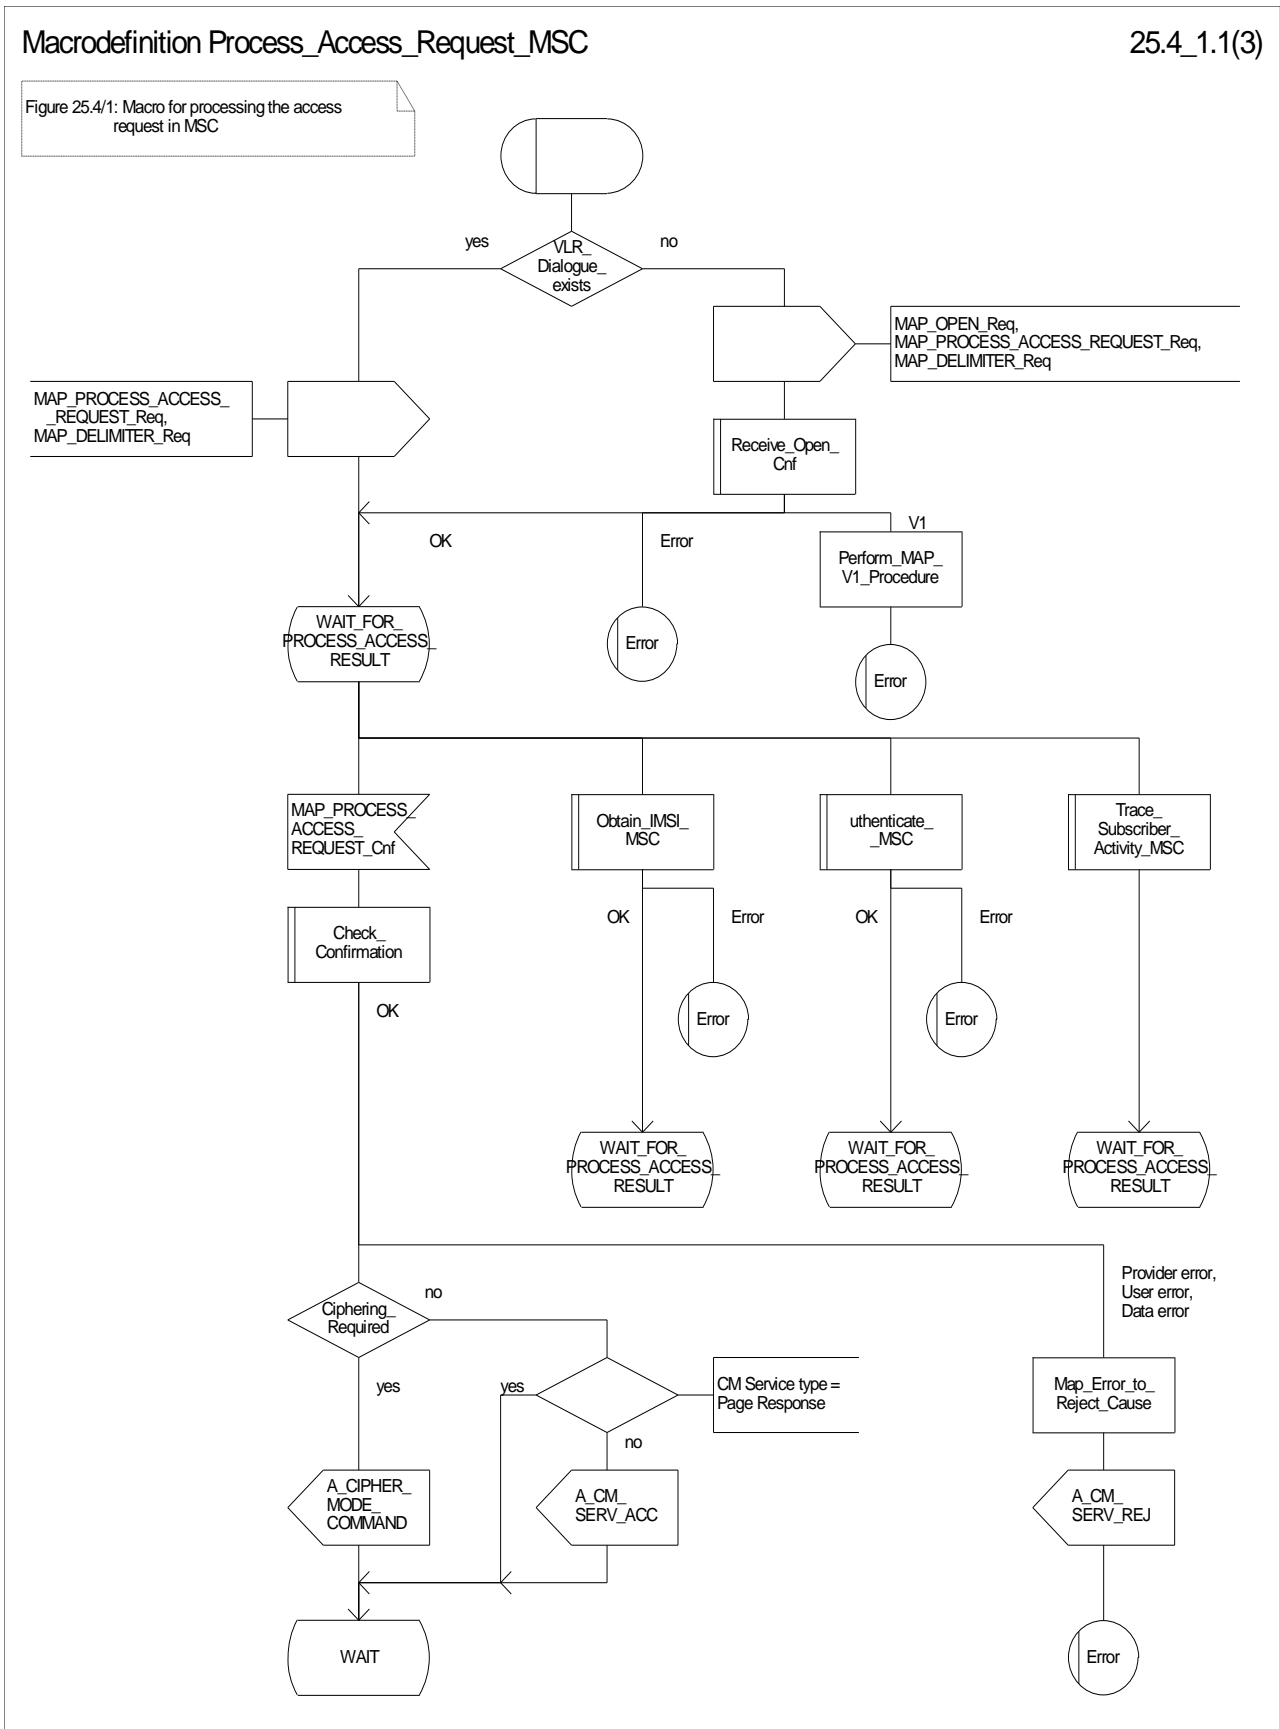 Macrodefinition Process_Access_Request_MSC
25.4_1.1(3)
Figure 25.4/1: Macro for processing the access
request in MSC
yes
VLR_
Dialogue_
exists
no
MAP_OPEN_Req,
MAP_PROCESS_ACCESS_REQUEST_Req,
MAP_DELIMITER_Req
MAP_PROCESS_ACCESS_
_REQUEST_Req,
MAP_DELIMITER_Req
Receive_Open_
Cnf
OK
Error
V1
Perform_MAP_
V1_Procedure
WAIT_FOR_
PROCESS_ACCESS_
RESULT
Error
Error
MAP_PROCESS_
ACCESS_
REQUEST_Cnf
Obtain_IMSI_
MSC
uthenticate_
_MSC
Trace_
Subscriber_
Activity_MSC
Check_
Confirmation
OK
Error
OK
Error
OK
Error
Error
WAIT_FOR_
PROCESS_ACCESS_
RESULT
WAIT_FOR_
PROCESS_ACCESS_
RESULT
WAIT_FOR_
PROCESS_ACCESS_
RESULT
Provider error,
User error,
Data error
Ciphering_
Required
no
yes
yes
CM Service type =
Page Response
no
Map_Error_to_
Reject_Cause
A_CIPHER_
MODE_
COMMAND
A_CM_
SERV_ACC
A_CM_
SERV_REJ
WAIT
Error